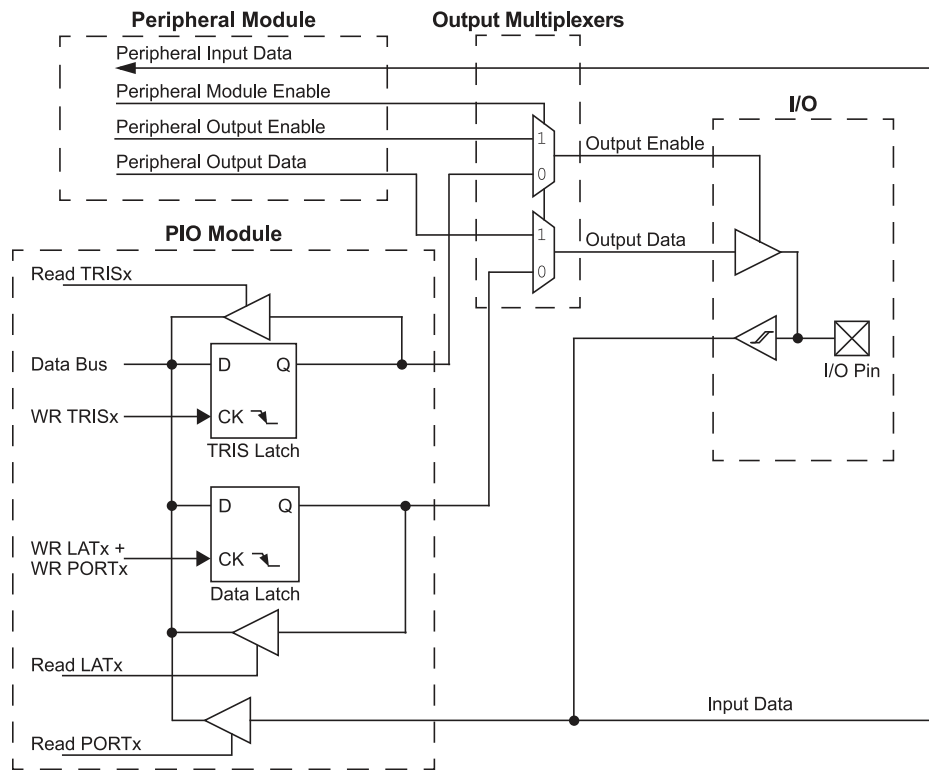 Peripheral Module
Output Multiplexers
Peripheral Input Data
Peripheral Module Enable
Peripheral Output Enable
Peripheral Output Data
1
0
Output Enable
I/O
1
0
Output Data
PIO Module
Read TRISx
Data Bus
D
Q
WR TRISx
CK
TRIS Latch
I/O Pin
D
Q
WR LATx +
WR PORTx
CK
Data Latch
Read LATx
Input Data
Read PORTx